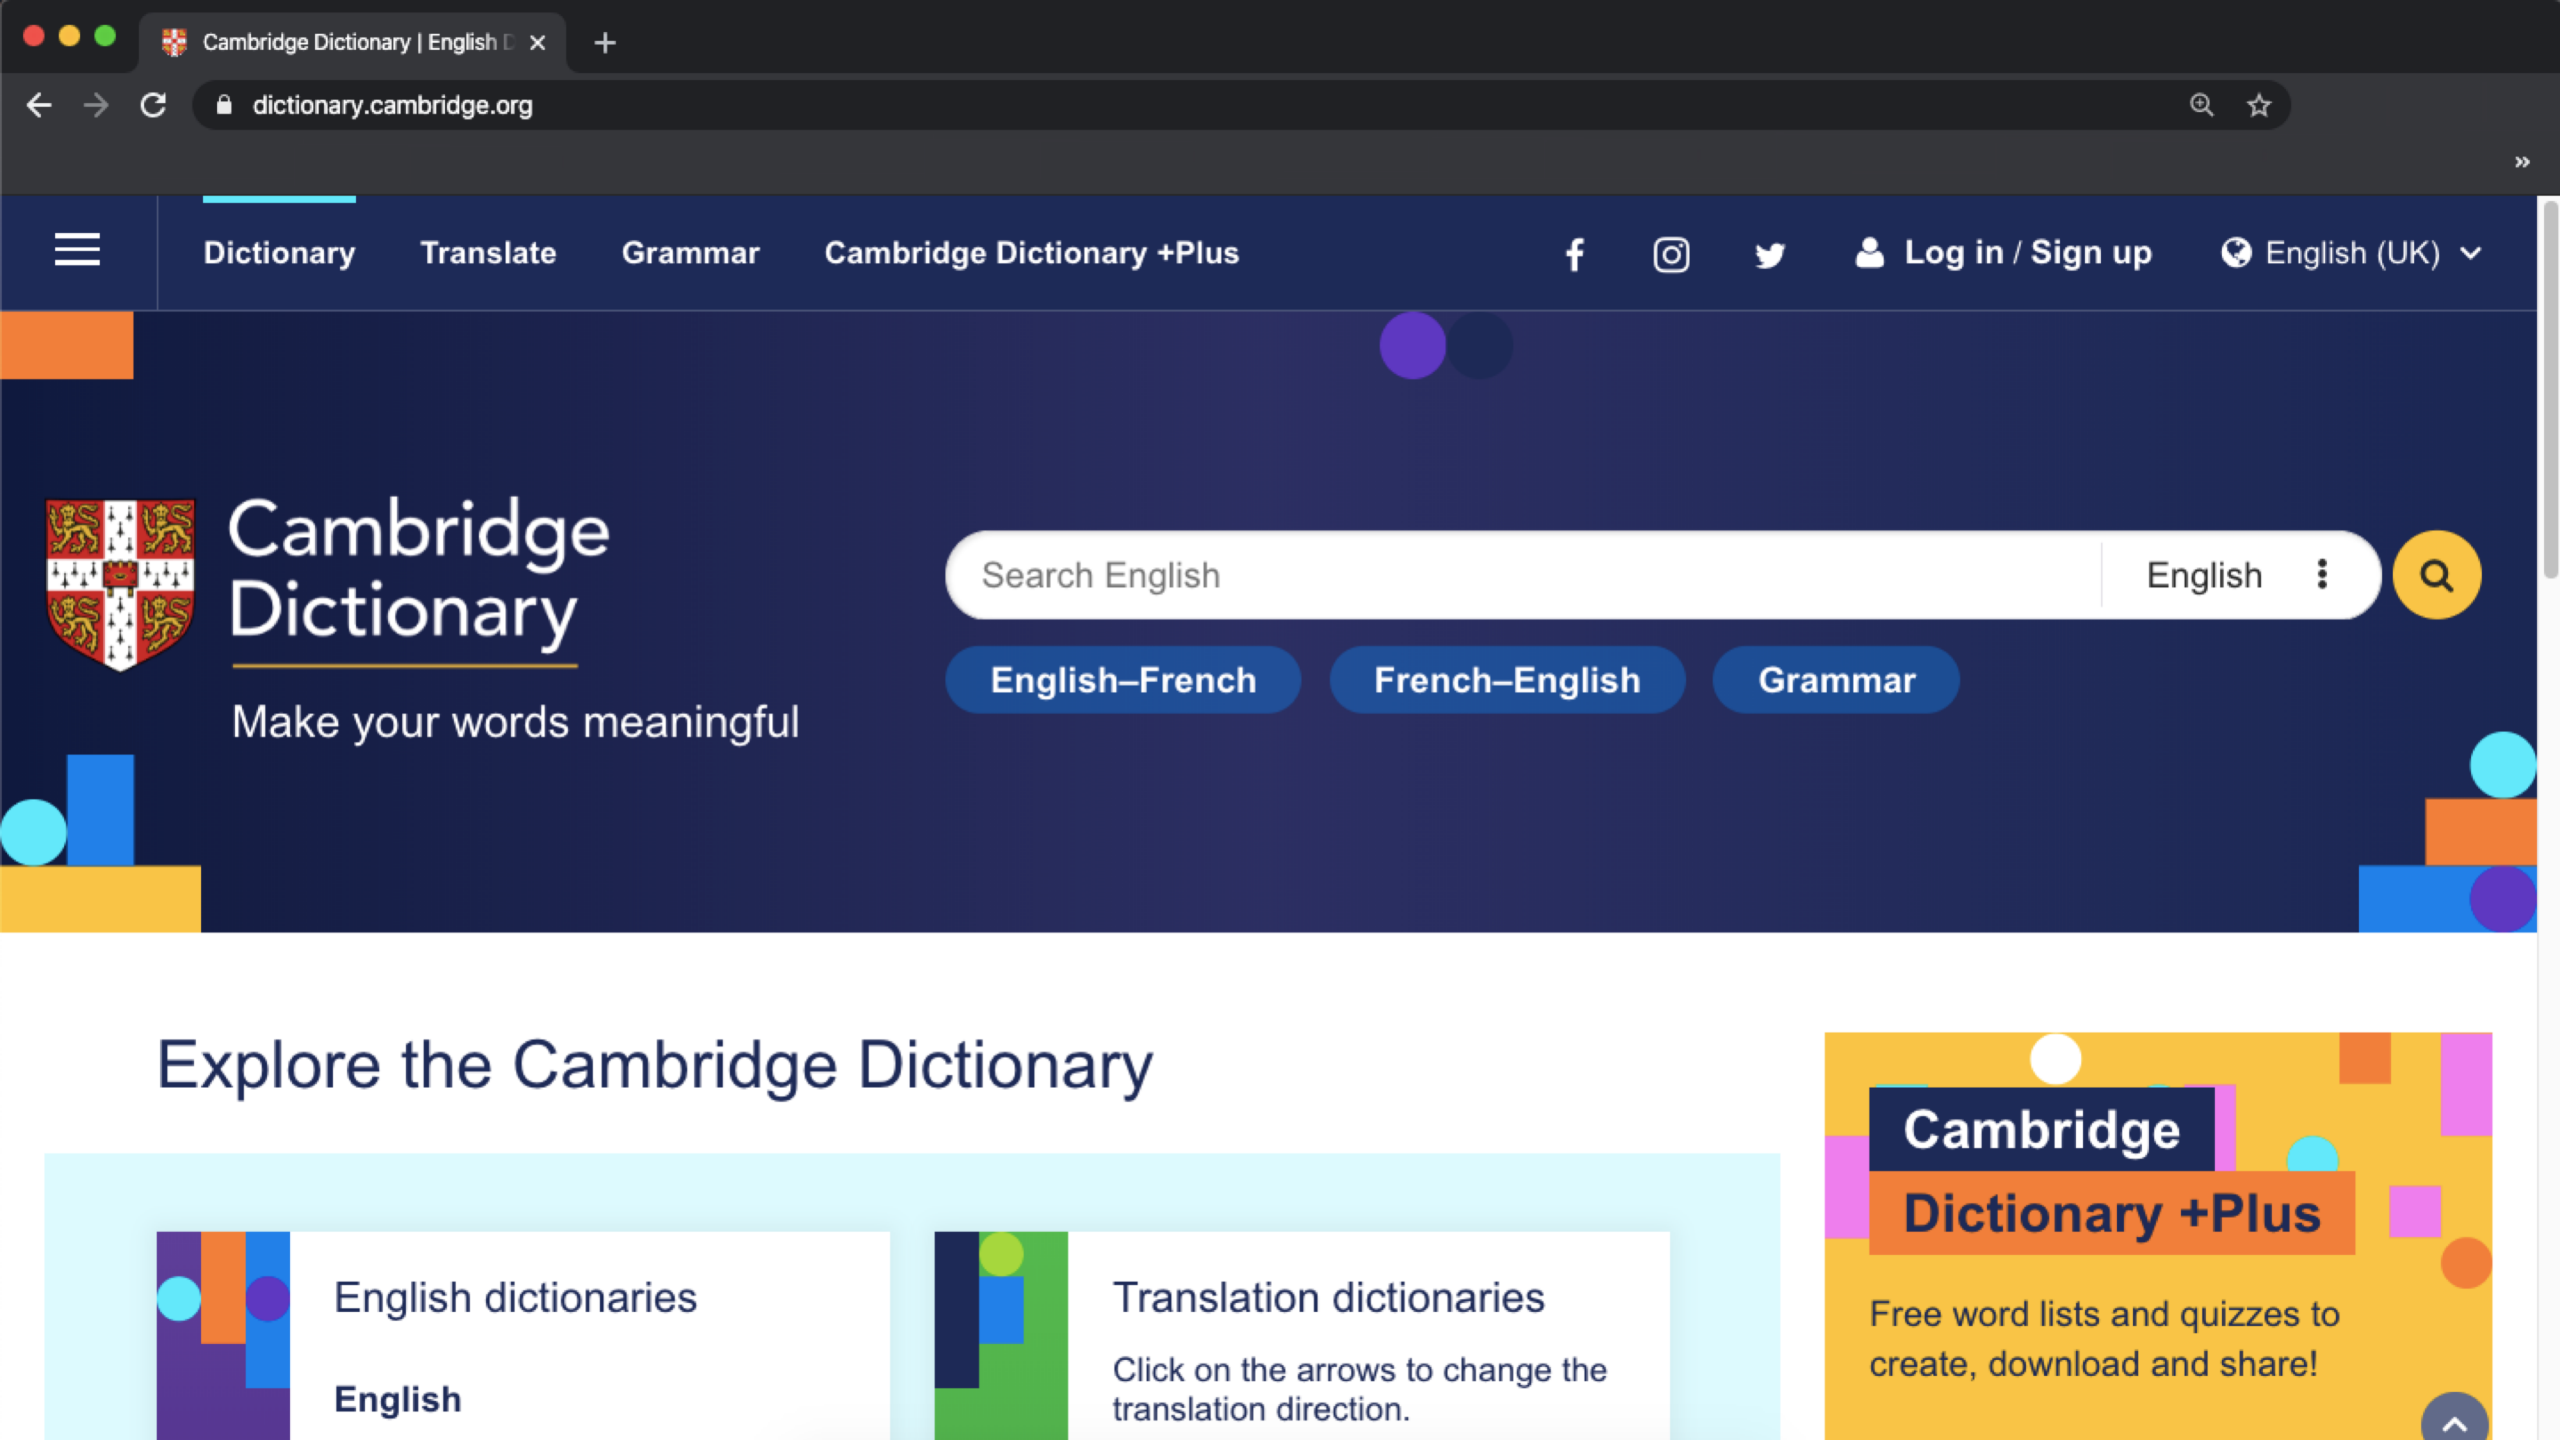 Cambridge Dictionary | English D
dictionary.cambridge.org
Dictionary Translate Grammar Cambridge Dictionary +Plus Log in / Sign up English (UK)
Cambridge
Dictionary
Make your words meaningful
Search English English
English–French French–English Grammar
Explore the Cambridge Dictionary
English dictionaries
English
Translation dictionaries
Click on the arrows to change the
translation direction.
Cambridge
Dictionary +Plus
Free word lists and quizzes to
create, download and share!